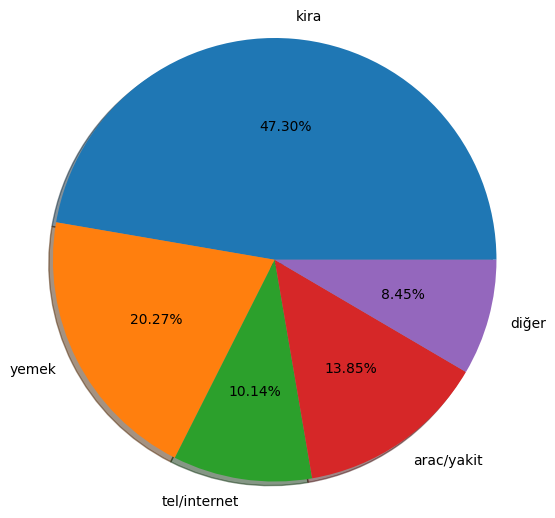 kira
47.30%
20.27%
yemek
10.14%
tel/internet
13.85%
arac/yakit
8.45%
diğer